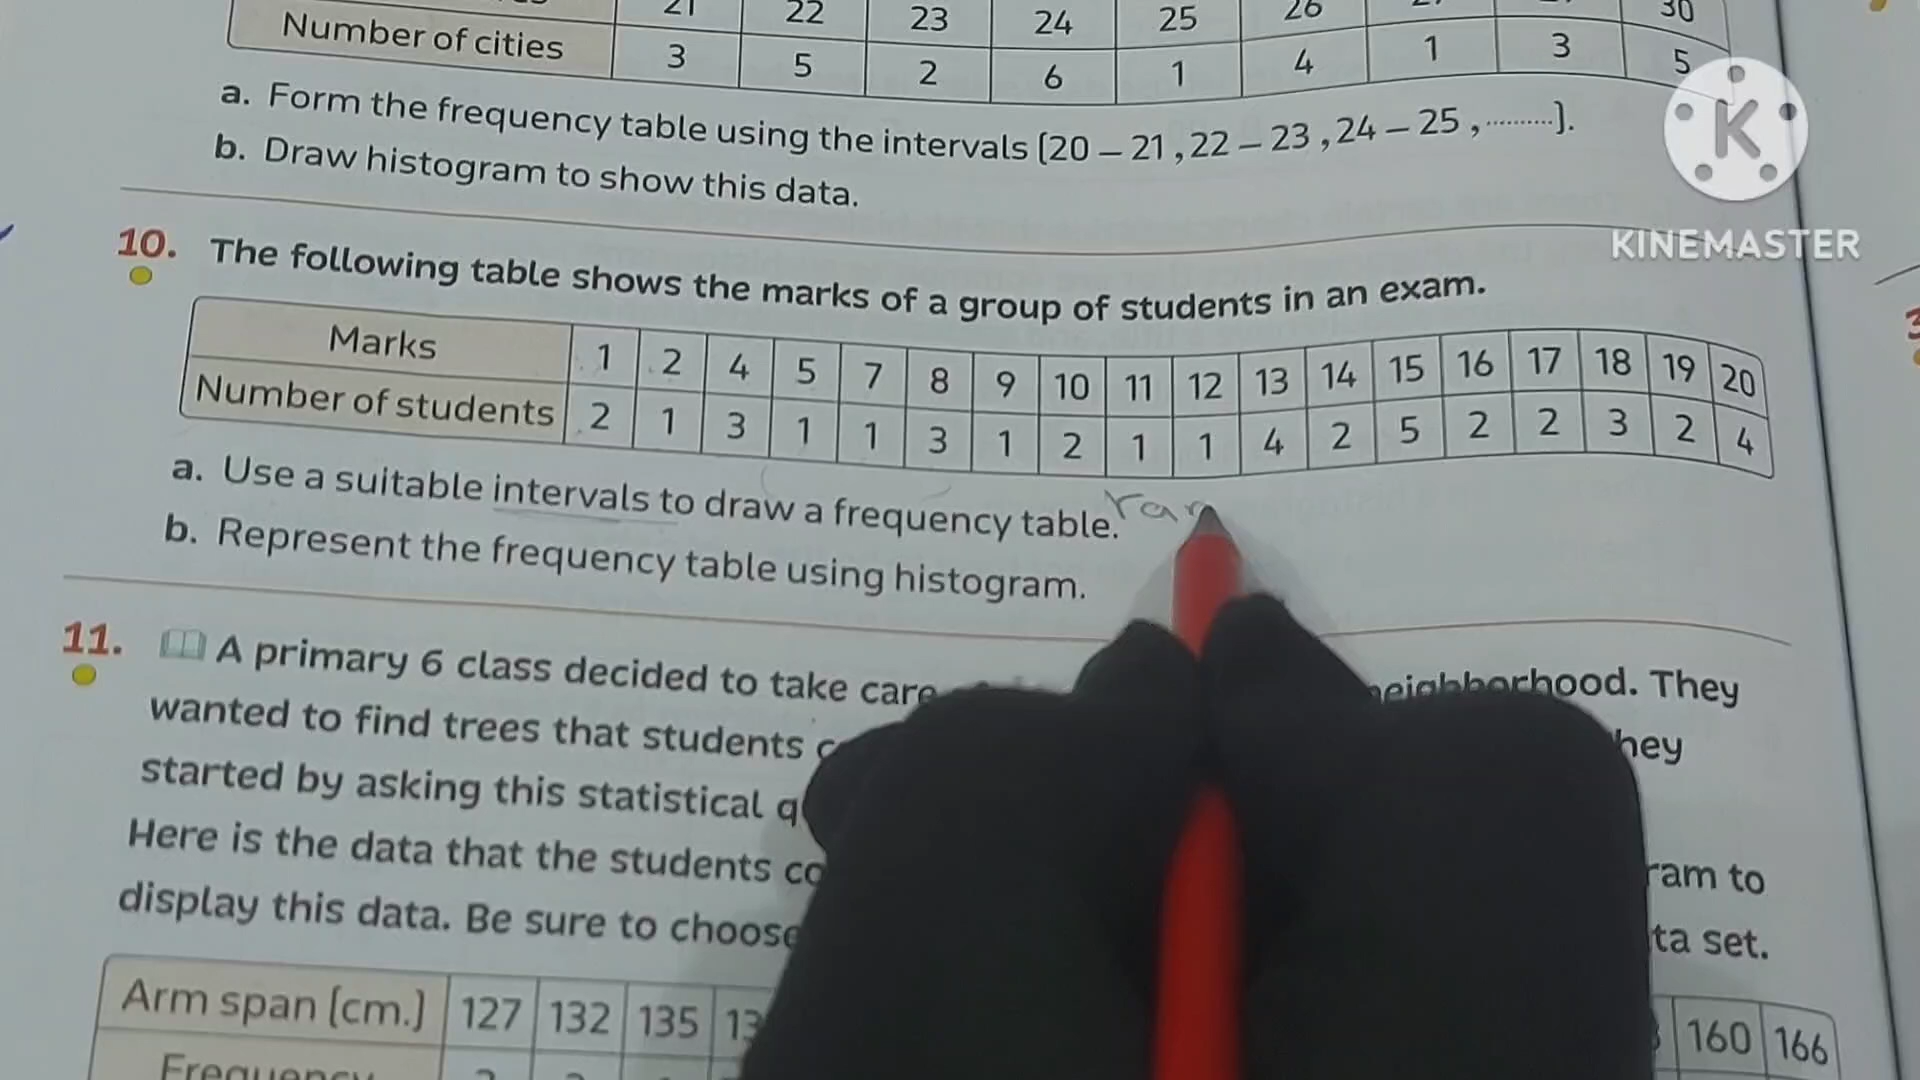 21 22 23 24 25 26 30
Number of cities 3 5 2 6 1 4 1 3 5
a. Form the frequency table using the intervals (20 – 21 , 22 – 23 , 24 – 25 , ..........).
b. Draw histogram to show this data.
K
KINEMASTER
10. The following table shows the marks of a group of students in an exam.
Marks 1 2 4 5 7 8 9 10 11 12 13 14 15 16 17 18 19 20
Number of students 2 1 3 1 1 3 1 2 1 1 4 2 5 2 2 3 2 4
a. Use a suitable intervals to draw a frequency table. ran
b. Represent the frequency table using histogram.
11. A primary 6 class decided to take care neighborhood. They
wanted to find trees that students
started by asking this statistical
Here is the data that the students to
display this data. Be sure to choose set.
Arm span (cm.) 127 132 135 160 166
Frequency